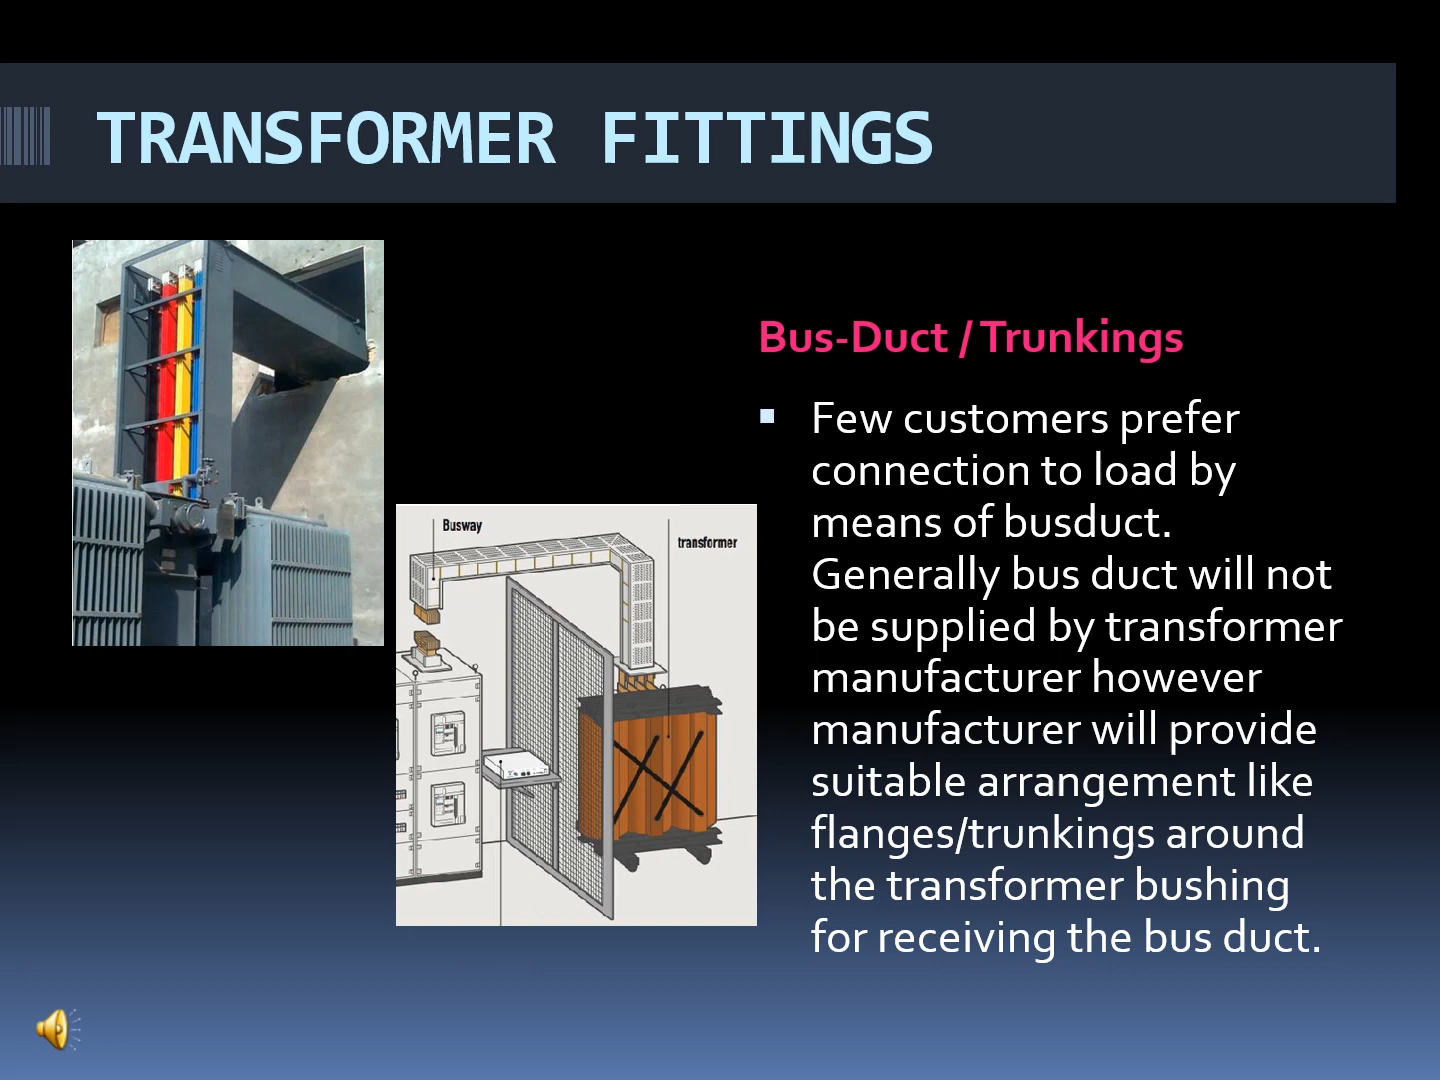 TRANSFORMER FITTINGS
Bus-Duct / Trunkings
Few customers prefer
connection to load by
means of busduct.
Generally bus duct will not
be supplied by transformer
manufacturer however
manufacturer will provide
suitable arrangement like
flanges/trunkings around
the transformer bushing
for receiving the bus duct.
Busway
transformer